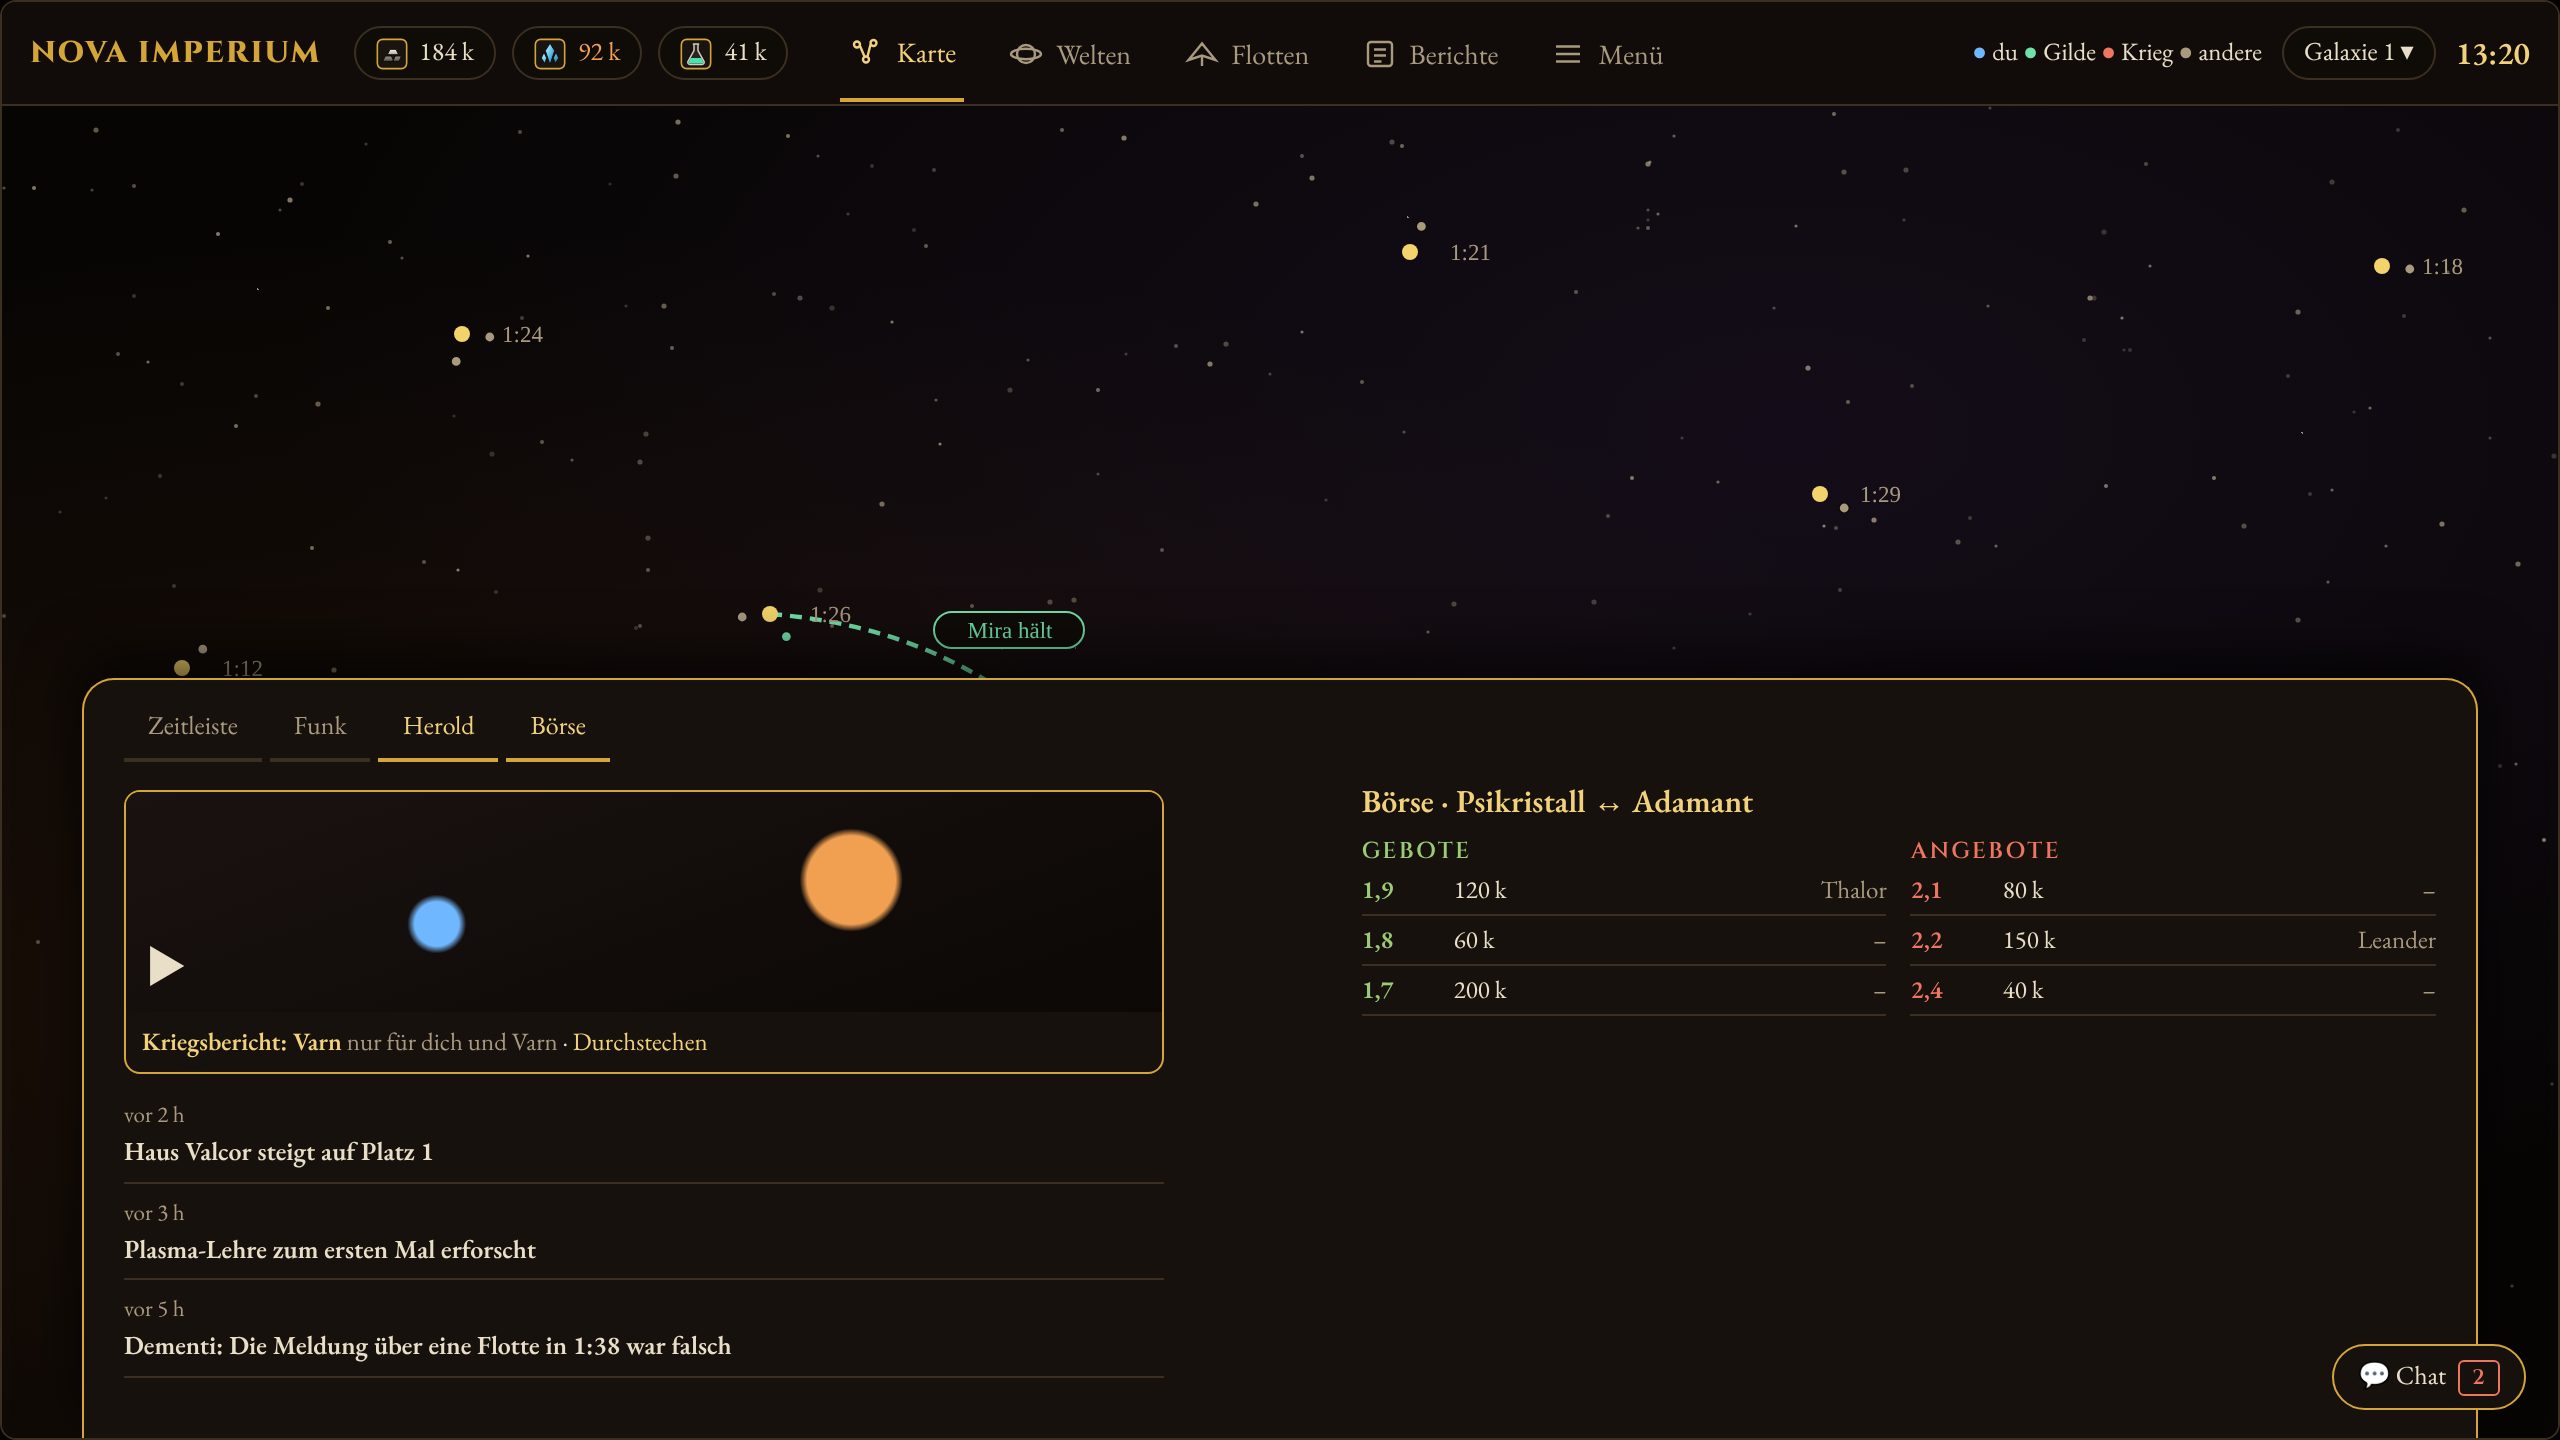 NOVA IMPERIUM 184 k 92 k 41 k Karte Welten Flotten Berichte Menü du Gilde Krieg andere Galaxie 1 ▾ 13:20
1:21
1:18
1:24
1:29
1:26
Mira hält
1:12
Zeitleiste Funk Herold Börse
Kriegsbericht: Varn nur für dich und Varn · Durchstechen
vor 2 h
Haus Valcor steigt auf Platz 1
vor 3 h
Plasma-Lehre zum ersten Mal erforscht
vor 5 h
Dementi: Die Meldung über eine Flotte in 1:38 war falsch
Börse · Psikristall ↔ Adamant
GEBOTE
1,9 120 k Thalor
1,8 60 k –
1,7 200 k –
ANGEBOTE
2,1 80 k –
2,2 150 k Leander
2,4 40 k –
Chat 2